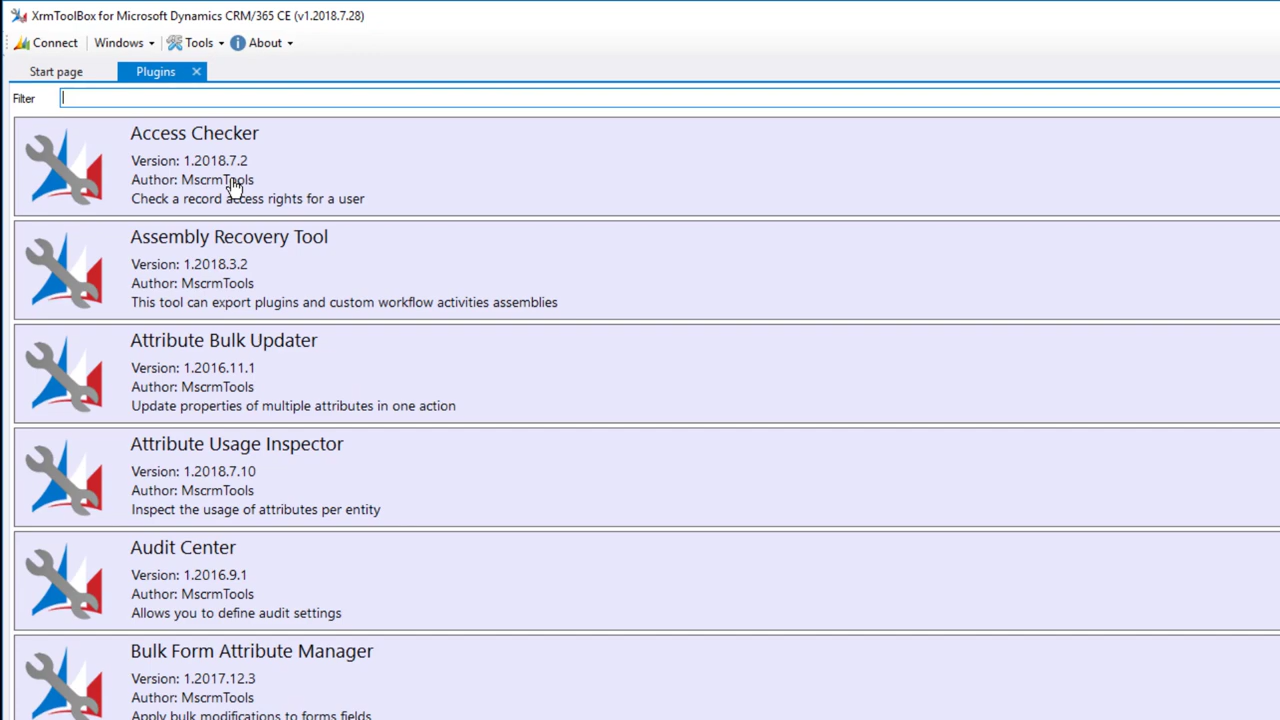 XrmToolBox for Microsoft Dynamics CRM/365 CE (v1.2018.7.28)
Connect Windows Tools About
Start page Plugins
Filter
Access Checker
Version: 1.2018.7.2
Author: MscrmTools
Check a record access rights for a user
Assembly Recovery Tool
Version: 1.2018.3.2
Author: MscrmTools
This tool can export plugins and custom workflow activities assemblies
Attribute Bulk Updater
Version: 1.2016.11.1
Author: MscrmTools
Update properties of multiple attributes in one action
Attribute Usage Inspector
Version: 1.2018.7.10
Author: MscrmTools
Inspect the usage of attributes per entity
Audit Center
Version: 1.2016.9.1
Author: MscrmTools
Allows you to define audit settings
Bulk Form Attribute Manager
Version: 1.2017.12.3
Author: MscrmTools
Apply bulk modifications to forms fields